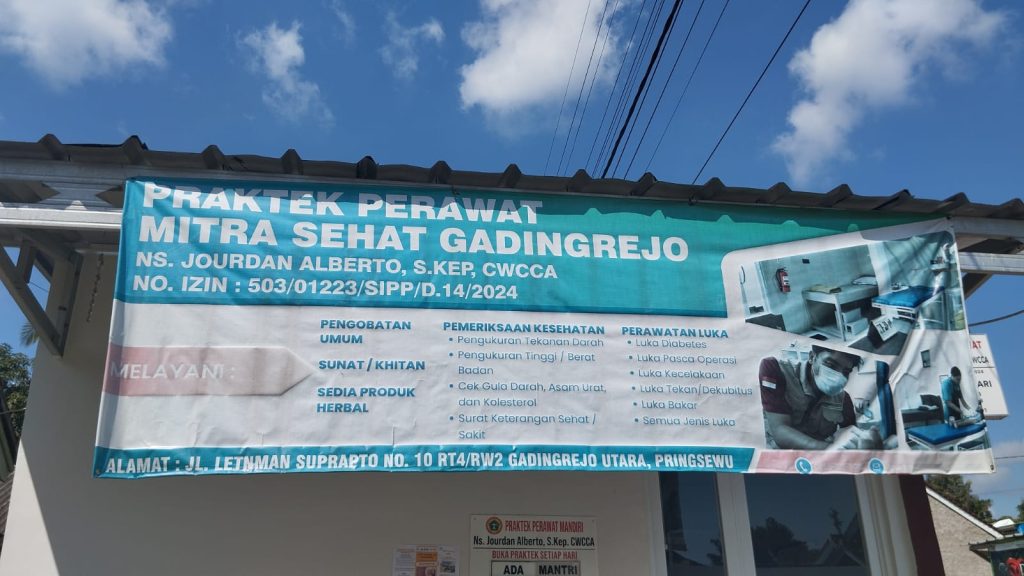 PRAKTEK PERAWAT
MITRA SEHAT GADINGREJO
NS. JOURDAN ALBERTO, S.KEP, CWCCA
NO. IZIN : 503/01223/SIPP/D.14/2024
MELAYANI :
PENGOBATAN
UMUM
SUNAT / KHITAN
SEDIA PRODUK
HERBAL
PEMERIKSAAN KESEHATAN
• Pengukuran Tekanan Darah
• Pengukuran Tinggi / Berat
Badan
• Cek Gula Darah, Asam Urat,
dan Kolesterol
• Surat Keterangan Sehat /
Sakit
PERAWATAN LUKA
• Luka Diabetes
• Luka Pasca Operasi
• Luka Kecelakaan
• Luka Tekan/Dekubitus
• Luka Bakar
• Semua Jenis Luka
ALAMAT : JL. LETNMAN SUPRAPTO NO. 10 RT4/RW2 GADINGREJO UTARA, PRINGSEWU
PRAKTEK PERAWAT MANDIRI
Ns. Jourdan Alberto, S.Kep. CWCCA
BUKA PRAKTEK SETIAP HARI
ADA MANTRI